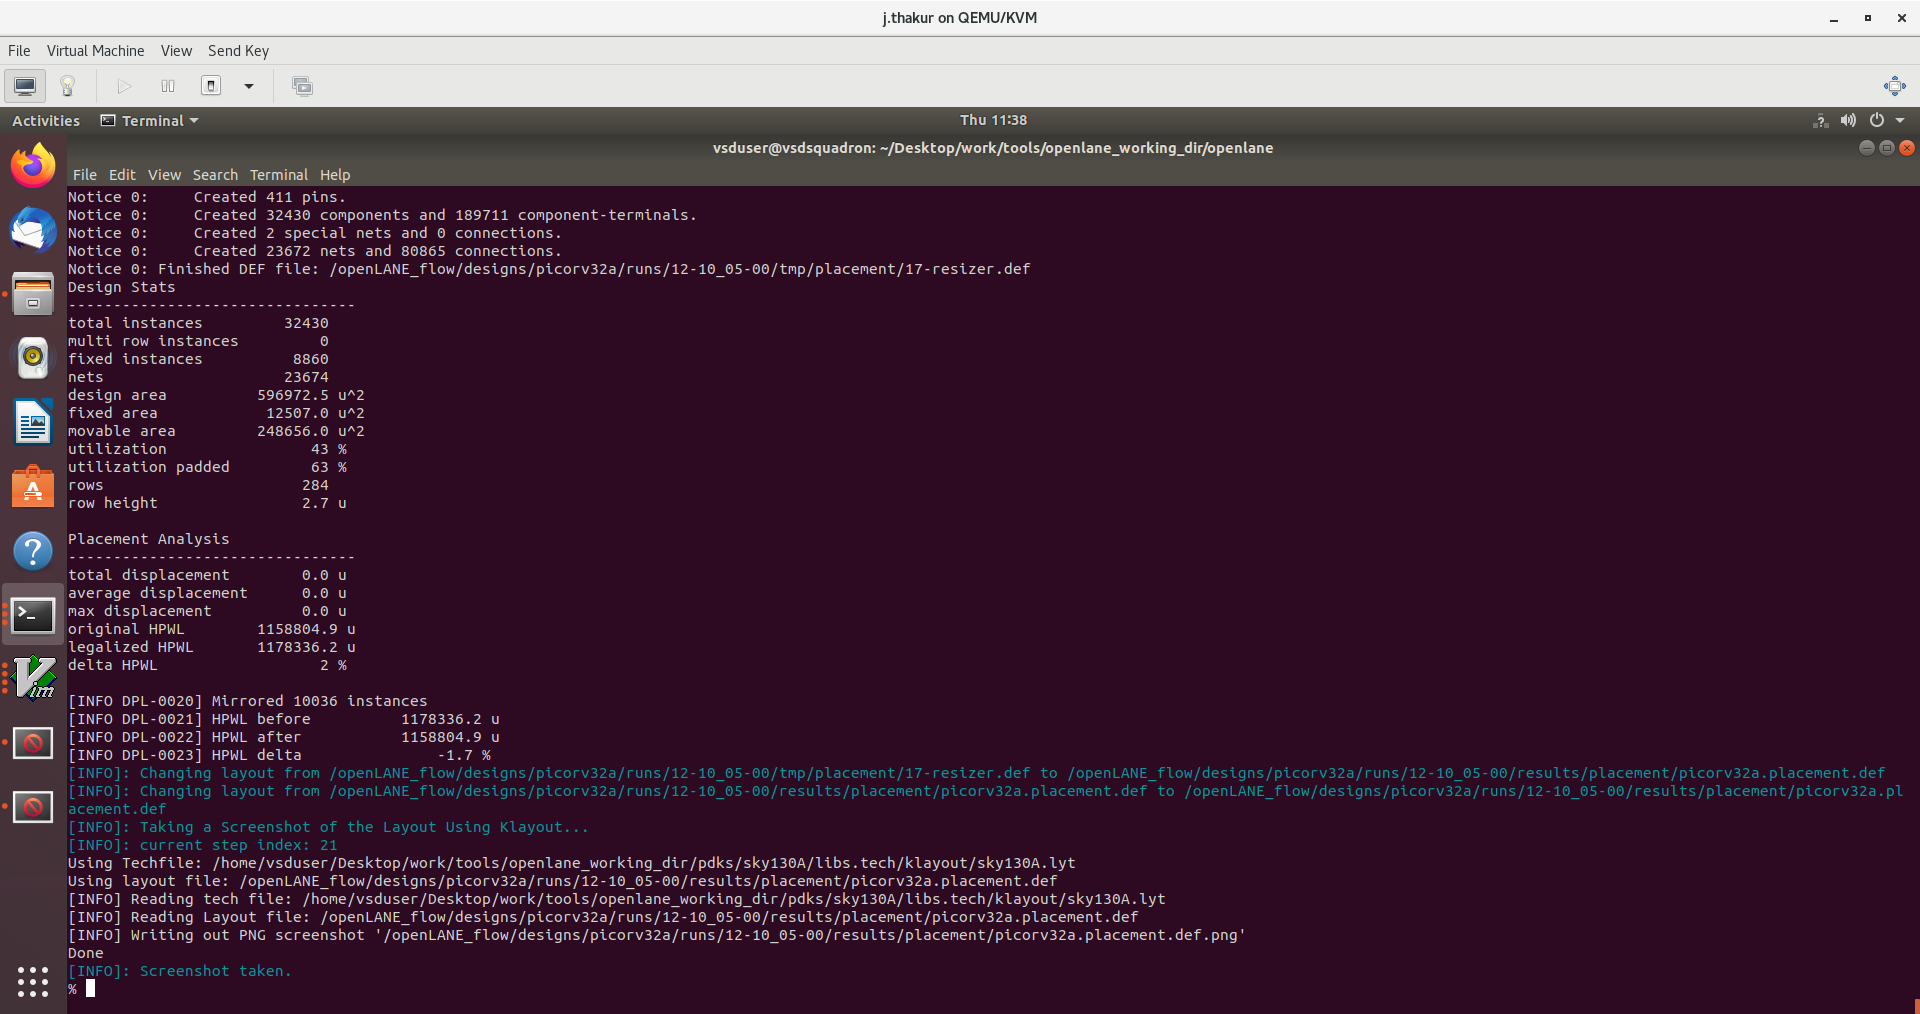 j.thakur on QEMU/KVM
File Virtual Machine View Send Key
Activities Terminal Thu 11:38
vsduser@vsdsquadron: ~/Desktop/work/tools/openlane_working_dir/openlane
File Edit View Search Terminal Help
Notice 0:     Created 411 pins.
Notice 0:     Created 32430 components and 189711 component-terminals.
Notice 0:     Created 2 special nets and 0 connections.
Notice 0:     Created 23672 nets and 80865 connections.
Notice 0: Finished DEF file: /openLANE_flow/designs/picorv32a/runs/12-10_05-00/tmp/placement/17-resizer.def
Design Stats
--------------------------------
total instances         32430
multi row instances         0
fixed instances          8860
nets                    23674
design area          596972.5 u^2
fixed area            12507.0 u^2
movable area         248656.0 u^2
utilization                43 %
utilization padded         63 %
rows                      284
row height                2.7 u
Placement Analysis
--------------------------------
total displacement        0.0 u
average displacement      0.0 u
max displacement          0.0 u
original HPWL        1158804.9 u
legalized HPWL       1178336.2 u
delta HPWL                  2 %
[INFO DPL-0020] Mirrored 10036 instances
[INFO DPL-0021] HPWL before          1178336.2 u
[INFO DPL-0022] HPWL after           1158804.9 u
[INFO DPL-0023] HPWL delta               -1.7 %
[INFO]: Changing layout from /openLANE_flow/designs/picorv32a/runs/12-10_05-00/tmp/placement/17-resizer.def to /openLANE_flow/designs/picorv32a/runs/12-10_05-00/results/placement/picorv32a.placement.def
[INFO]: Changing layout from /openLANE_flow/designs/picorv32a/runs/12-10_05-00/results/placement/picorv32a.placement.def to /openLANE_flow/designs/picorv32a/runs/12-10_05-00/results/placement/picorv32a.pl
acement.def
[INFO]: Taking a Screenshot of the Layout Using Klayout...
[INFO]: current step index: 21
Using Techfile: /home/vsduser/Desktop/work/tools/openlane_working_dir/pdks/sky130A/libs.tech/klayout/sky130A.lyt
Using layout file: /openLANE_flow/designs/picorv32a/runs/12-10_05-00/results/placement/picorv32a.placement.def
[INFO] Reading tech file: /home/vsduser/Desktop/work/tools/openlane_working_dir/pdks/sky130A/libs.tech/klayout/sky130A.lyt
[INFO] Reading Layout file: /openLANE_flow/designs/picorv32a/runs/12-10_05-00/results/placement/picorv32a.placement.def
[INFO] Writing out PNG screenshot '/openLANE_flow/designs/picorv32a/runs/12-10_05-00/results/placement/picorv32a.placement.def.png'
Done
[INFO]: Screenshot taken.
%